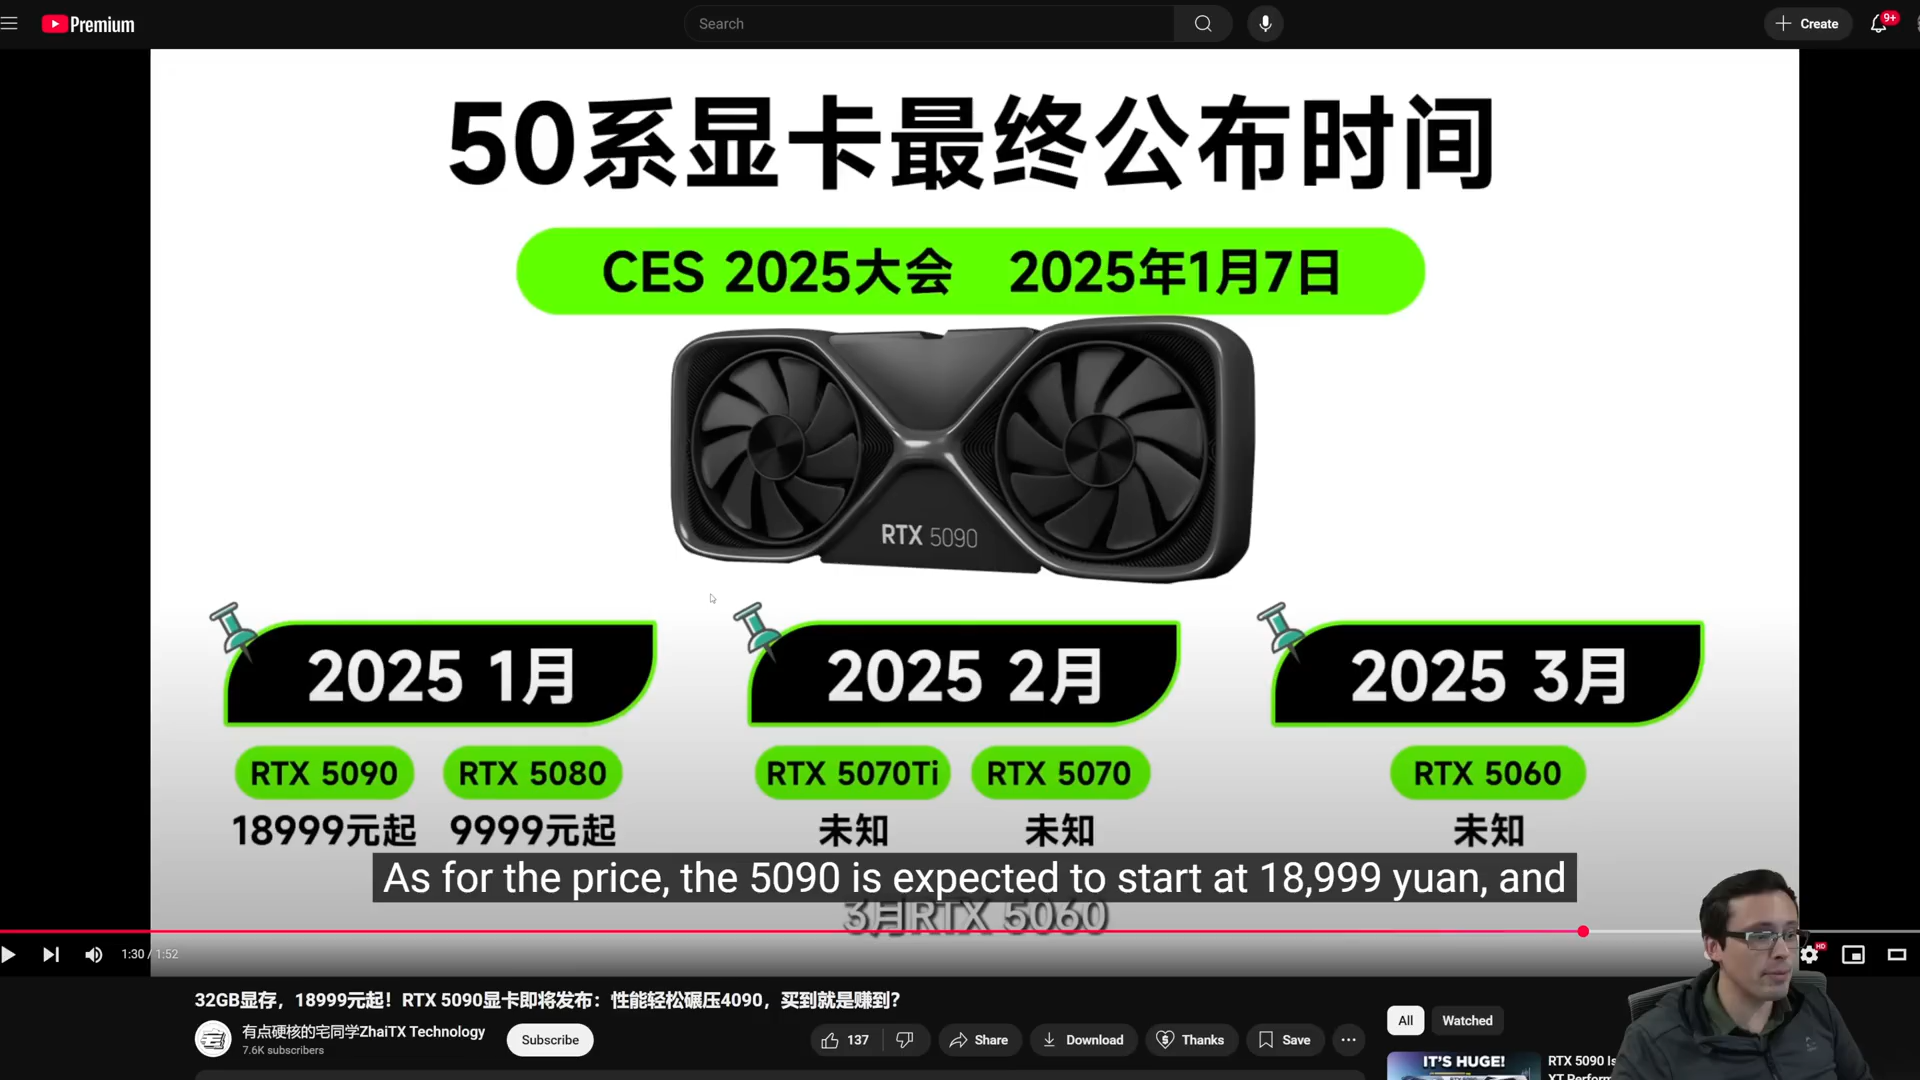 Premium
Search
Create
9+
50系显卡最终公布时间
CES 2025大会 2025年1月7日
RTX 5090
2025 1月
2025 2月
2025 3月
RTX 5090
RTX 5080
RTX 5070Ti
RTX 5070
RTX 5060
18999元起
9999元起
未知
未知
未知
As for the price, the 5090 is expected to start at 18,999 yuan, and
3月RTX 5060
1:30 / 1:52
HD
32GB显存，18999元起！RTX 5090显卡即将发布：性能轻松碾压4090，买到就是赚到？
有点硬核的宅同学ZhaiTX Technology
7.6K subscribers
Subscribe
137
Share
Download
Thanks
Save
All
Watched
IT'S HUGE!
RTX 5090